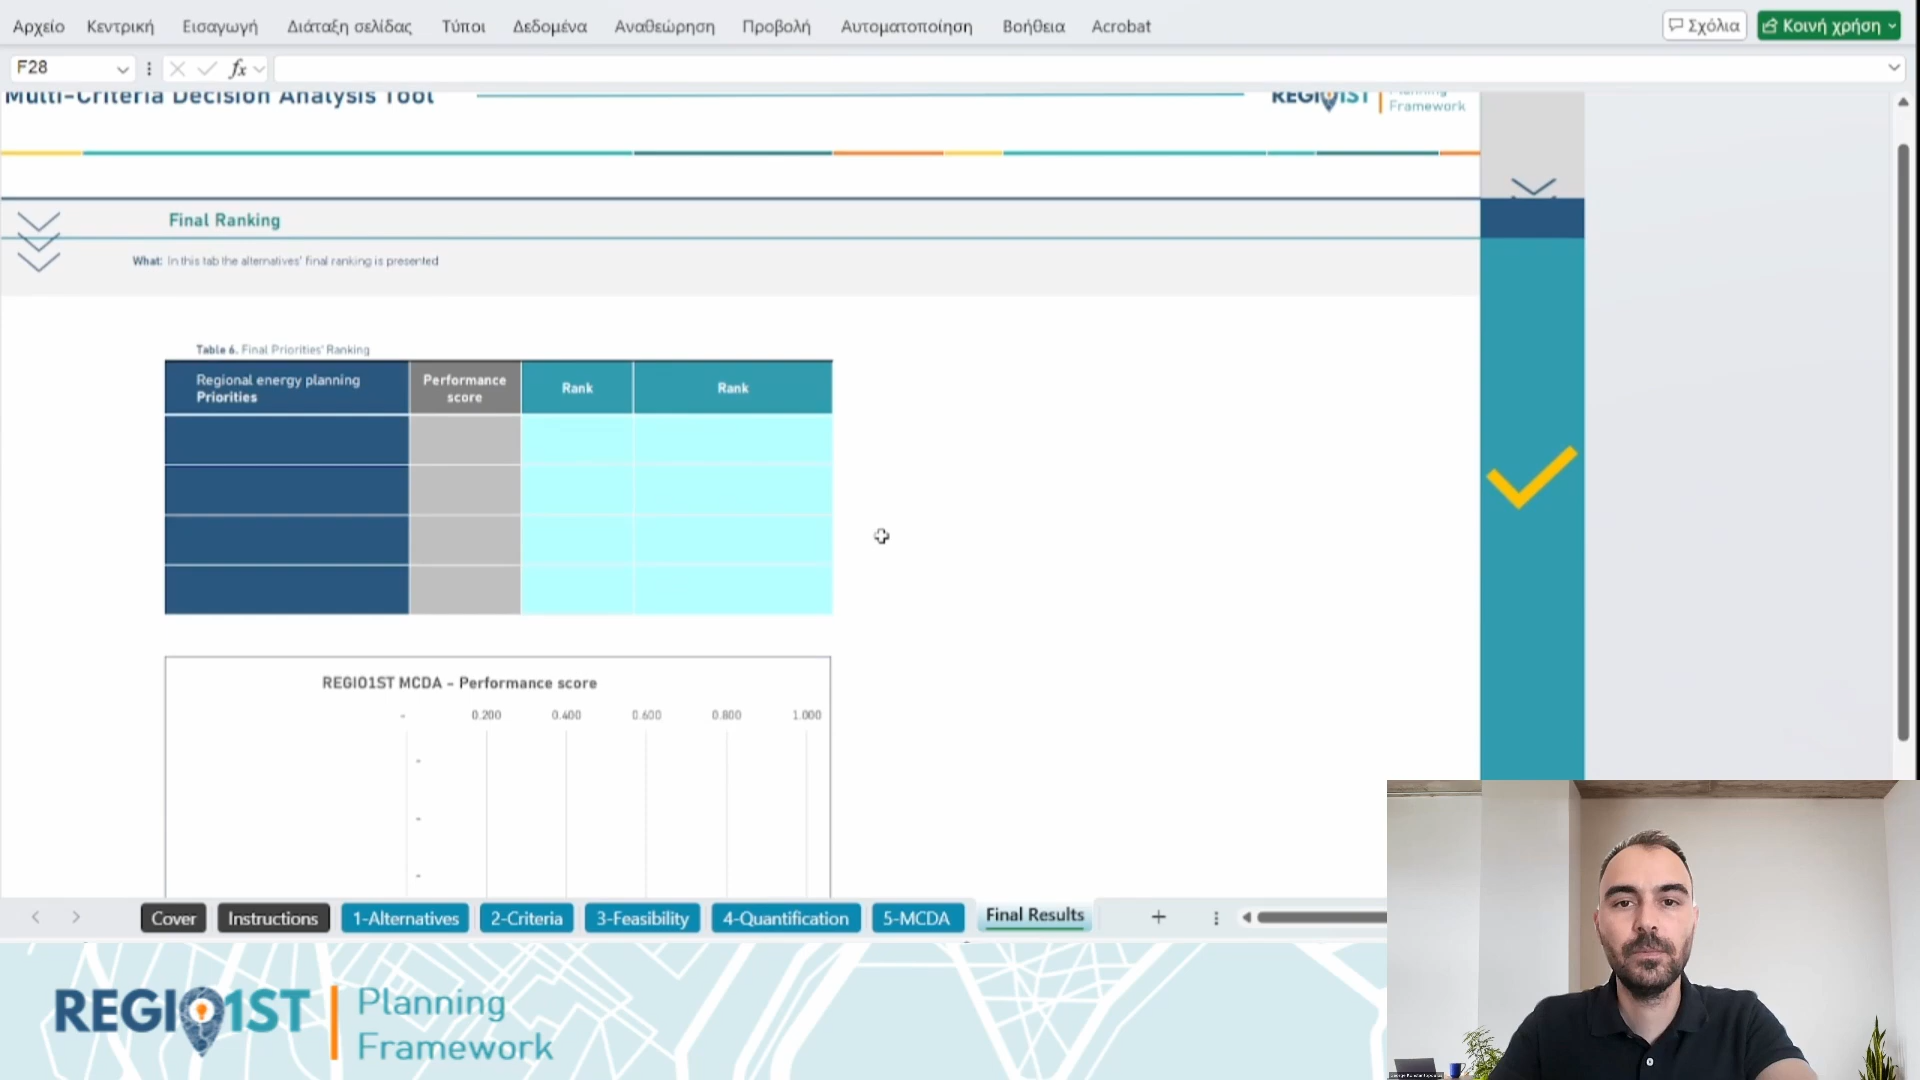 Αρχείο Κεντρική Εισαγωγή Διάταξη σελίδας Τύποι Δεδομένα Αναθεώρηση Προβολή Αυτοματοποίηση Βοήθεια Acrobat Σχόλια Κοινή χρήση
F28 fx
Multi-Criteria Decision Analysis Tool REGIO1ST Planning
Framework
Final Ranking
What: In this tab the alternatives' final ranking is presented
Table 6. Final Priorities' Ranking
Regional energy planning
Priorities
Performance
score
Rank
Rank
REGIO1ST MCDA - Performance score
- 0.200 0.400 0.600 0.800 1.000
-
-
-
Cover Instructions 1-Alternatives 2-Criteria 3-Feasibility 4-Quantification 5-MCDA Final Results
REGIO1ST Planning
Framework